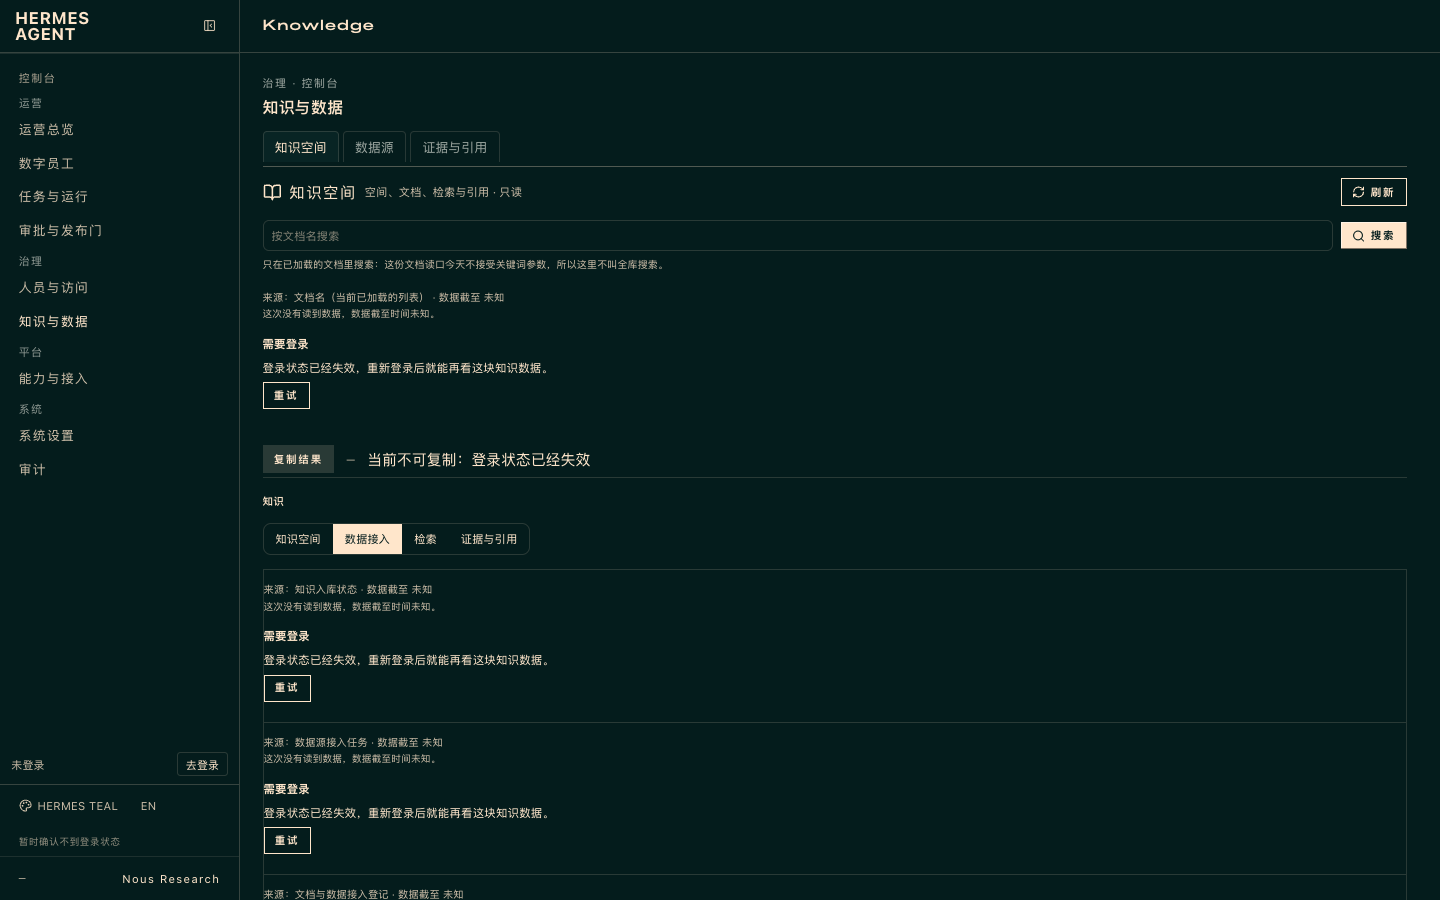 HERMES
AGENT
Knowledge
控制台
运营
运营总览
数字员工
任务与运行
审批与发布门
治理
人员与访问
知识与数据
平台
能力与接入
系统
系统设置
审计
未登录
去登录
HERMES TEAL
EN
暂时确认不到登录状态
—
Nous Research
治理 · 控制台
知识与数据
知识空间
数据源
证据与引用
知识空间 空间、文档、检索与引用 · 只读
刷新
按文档名搜索
搜索
只在已加载的文档里搜索：这份文档读口今天不接受关键词参数，所以这里不叫全库搜索。
来源：文档名（当前已加载的列表） · 数据截至 未知
这次没有读到数据，数据截至时间未知。
需要登录
登录状态已经失效，重新登录后就能再看这块知识数据。
重试
复制结果 — 当前不可复制：登录状态已经失效
知识
知识空间
数据接入
检索
证据与引用
来源：知识入库状态 · 数据截至 未知
这次没有读到数据，数据截至时间未知。
需要登录
登录状态已经失效，重新登录后就能再看这块知识数据。
重试
来源：数据源接入任务 · 数据截至 未知
这次没有读到数据，数据截至时间未知。
需要登录
登录状态已经失效，重新登录后就能再看这块知识数据。
重试
来源：文档与数据接入登记 · 数据截至 未知